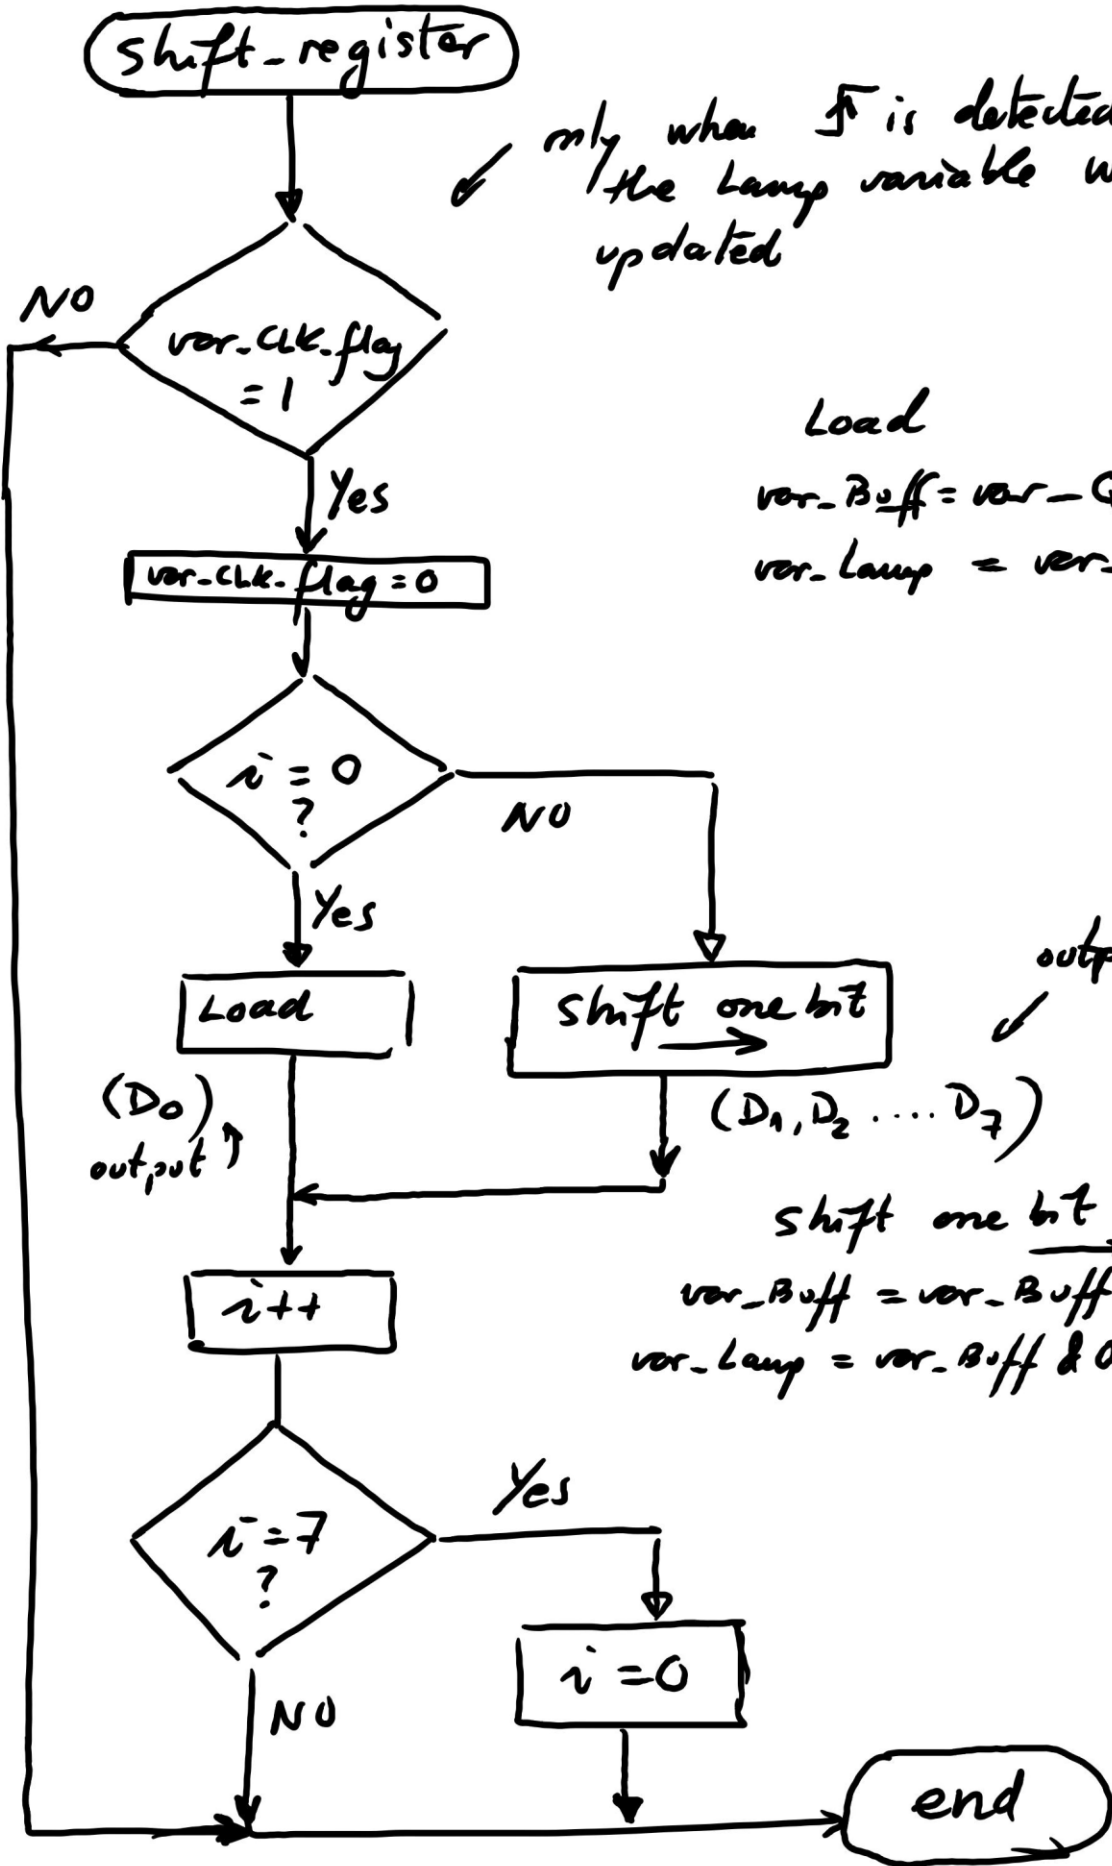 shift_register
only when is detected
the Lamp variable w
updated
NO
var_CLK_flag
= 1
Load
var_Buff = var_
var_Lamp = var_
Yes
var_CLK_flag = 0
i = 0
?
NO
Yes
outp
Load
shift one bit
(D0)
output
(D1, D2 .... D7)
shift one bit
var_Buff = var_Buff
var_Lamp = var_Buff &
i++
Yes
i = 7
?
i = 0
NO
end